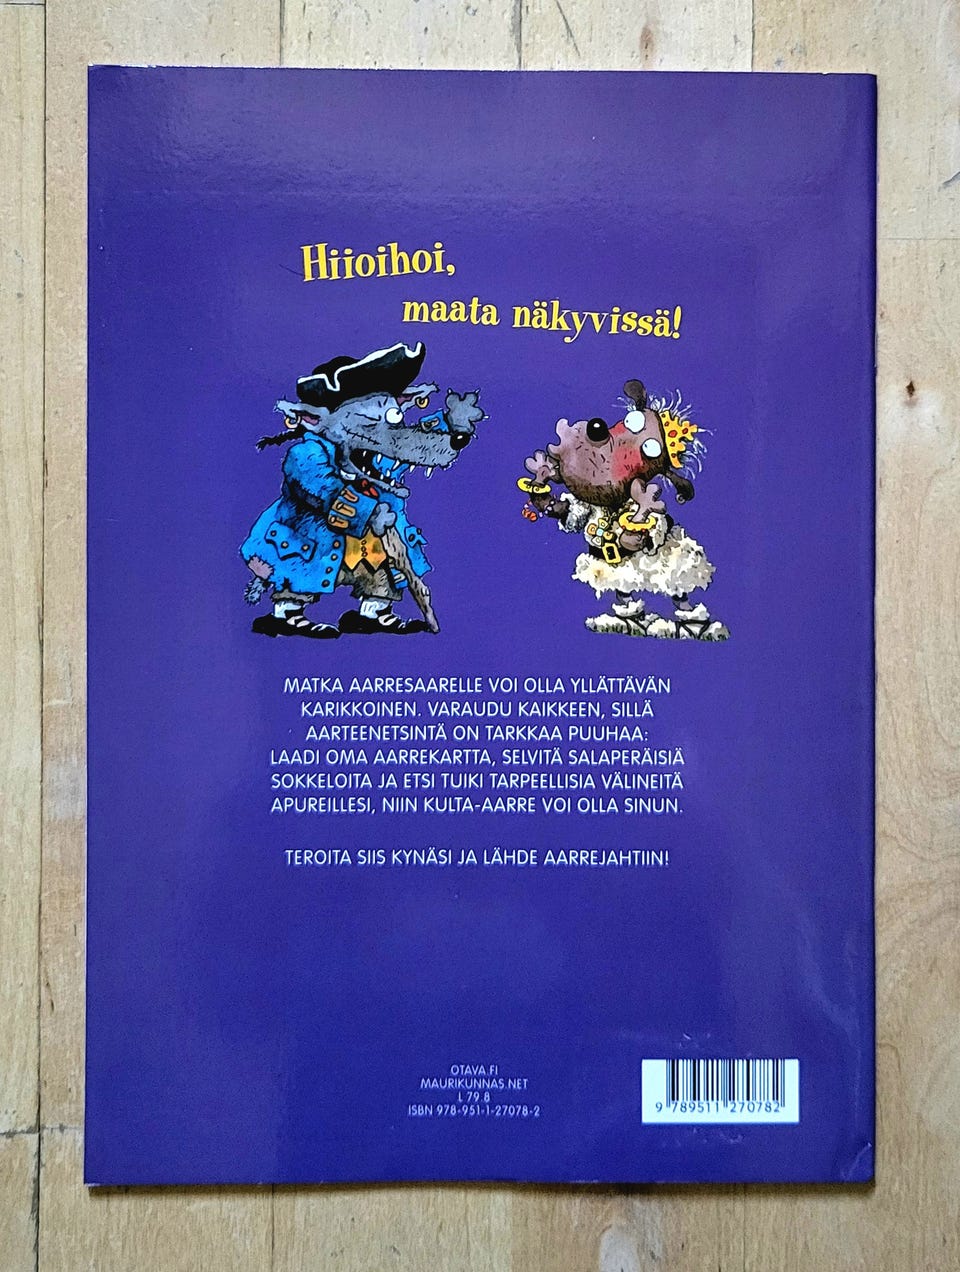 Hiioihoi,
maata näkyvissä!
MATKA AARRESAARELLE VOI OLLA YLLÄTTÄVÄN
KARIKKOINEN. VARAUDU KAIKKEEN, SILLÄ
AARTEENETSINTÄ ON TARKKAA PUUHAA:
LAADI OMA AARREKARTTA, SELVITÄ SALAPERÄISIÄ
SOKKELOITA JA ETSI TUIKI TARPEELLISIA VÄLINEITÄ
APUREILLESI, NIIN KULTA-AARRE VOI OLLA SINUN.
TEROITA SIIS KYNÄSI JA LÄHDE AARREJAHTIIN!
OTAVA.FI
MAURIKUNNAS.NET
L 79.8
ISBN 978-951-1-27078-2
9 789511 270782